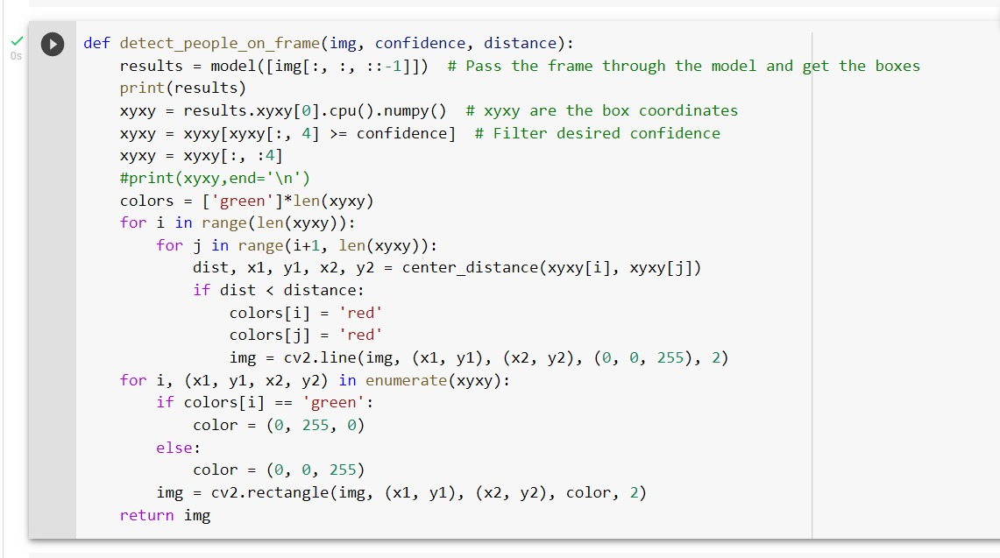 def detect_people_on_frame(img, confidence, distance):
    results = model([img[:, :, ::-1]])  # Pass the frame through the model and get the boxes
    print(results)
    xyxy = results.xyxy[0].cpu().numpy()  # xyxy are the box coordinates
    xyxy = xyxy[xyxy[:, 4] >= confidence]  # Filter desired confidence
    xyxy = xyxy[:, :4]
    #print(xyxy,end='\n')
    colors = ['green']*len(xyxy)
    for i in range(len(xyxy)):
        for j in range(i+1, len(xyxy)):
            dist, x1, y1, x2, y2 = center_distance(xyxy[i], xyxy[j])
            if dist < distance:
                colors[i] = 'red'
                colors[j] = 'red'
                img = cv2.line(img, (x1, y1), (x2, y2), (0, 0, 255), 2)
    for i, (x1, y1, x2, y2) in enumerate(xyxy):
        if colors[i] == 'green':
            color = (0, 255, 0)
        else:
            color = (0, 0, 255)
        img = cv2.rectangle(img, (x1, y1), (x2, y2), color, 2)
    return img
0s